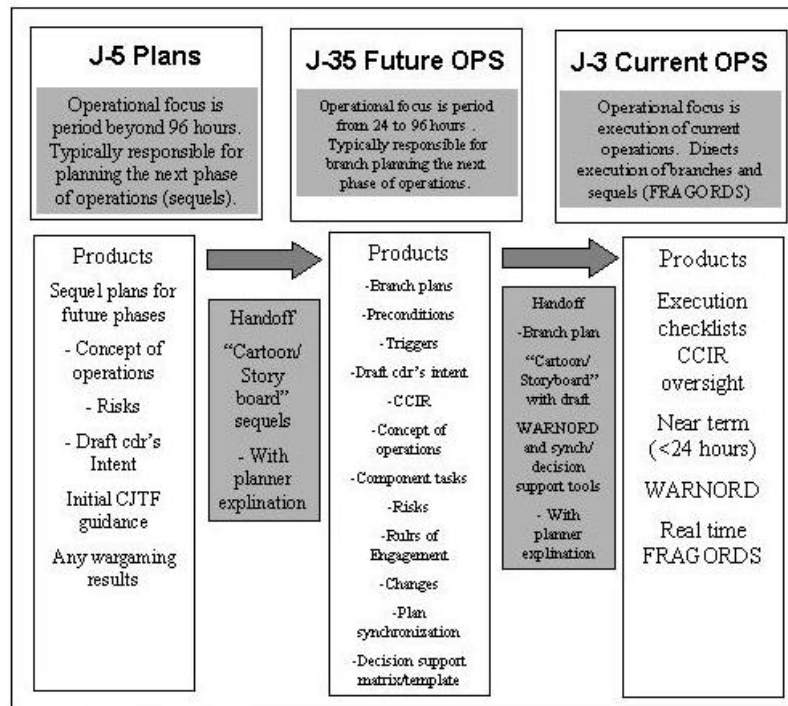 J-5 Plans
Operational focus is
period beyond 96 hours.
Typically responsible for
planning the next phase
of operations (sequels).
J-35 Future OPS
Operational focus is period
from 24 to 96 hours .
Typically responsible for
branch planning the next
phase of operations.
J-3 Current OPS
Operational focus is
execution of current
operations. Directs
execution of branches and
sequels (FRAGORDS)
Products
Sequel plans for
future phases
- Concept of
operations
- Risks
- Draft cdr's
Intent
Initial CJTF
guidance
Any wargaming
results
Handoff
“Cartoon/
Story
board”
sequels
- With
planner
explination
Products
-Branch plans
-Preconditions
-Triggers
-Draft cdr's intent
-CCIR
-Concept of
operations
-Component tasks
-Risks
-Rulrs of
Engagement
-Changes
-Plan
synchronization
-Decision support
matrix/template
Handoff
-Branch plan
“Cartoon/
Storyboard”
with draft
WARNORD
and synch/
decision
support tools
- With
planner
explination
Products
Execution
checklists
CCIR
oversight
Near term
(<24 hours)
WARNORD
Real time
FRAGORDS